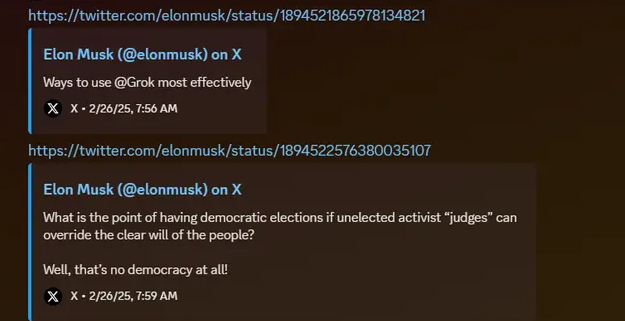 https://twitter.com/elonmusk/status/1894521865978134821
Elon Musk (@elonmusk) on X
Ways to use @Grok most effectively
X • 2/26/25, 7:56 AM
https://twitter.com/elonmusk/status/1894522576380035107
Elon Musk (@elonmusk) on X
What is the point of having democratic elections if unelected activist “judges” can
override the clear will of the people?
Well, that’s no democracy at all!
X • 2/26/25, 7:59 AM